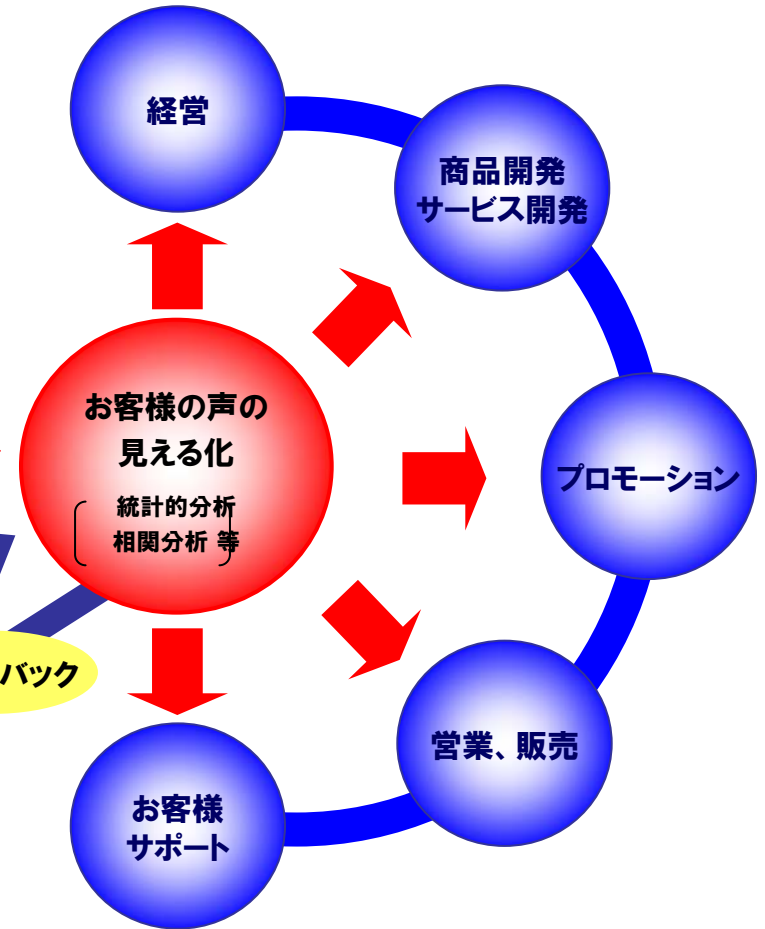 経営
商品開発
サービス開発
お客様の声の
見える化
統計的分析
相関分析 等
プロモーション
バック
営業、販売
お客様
サポート